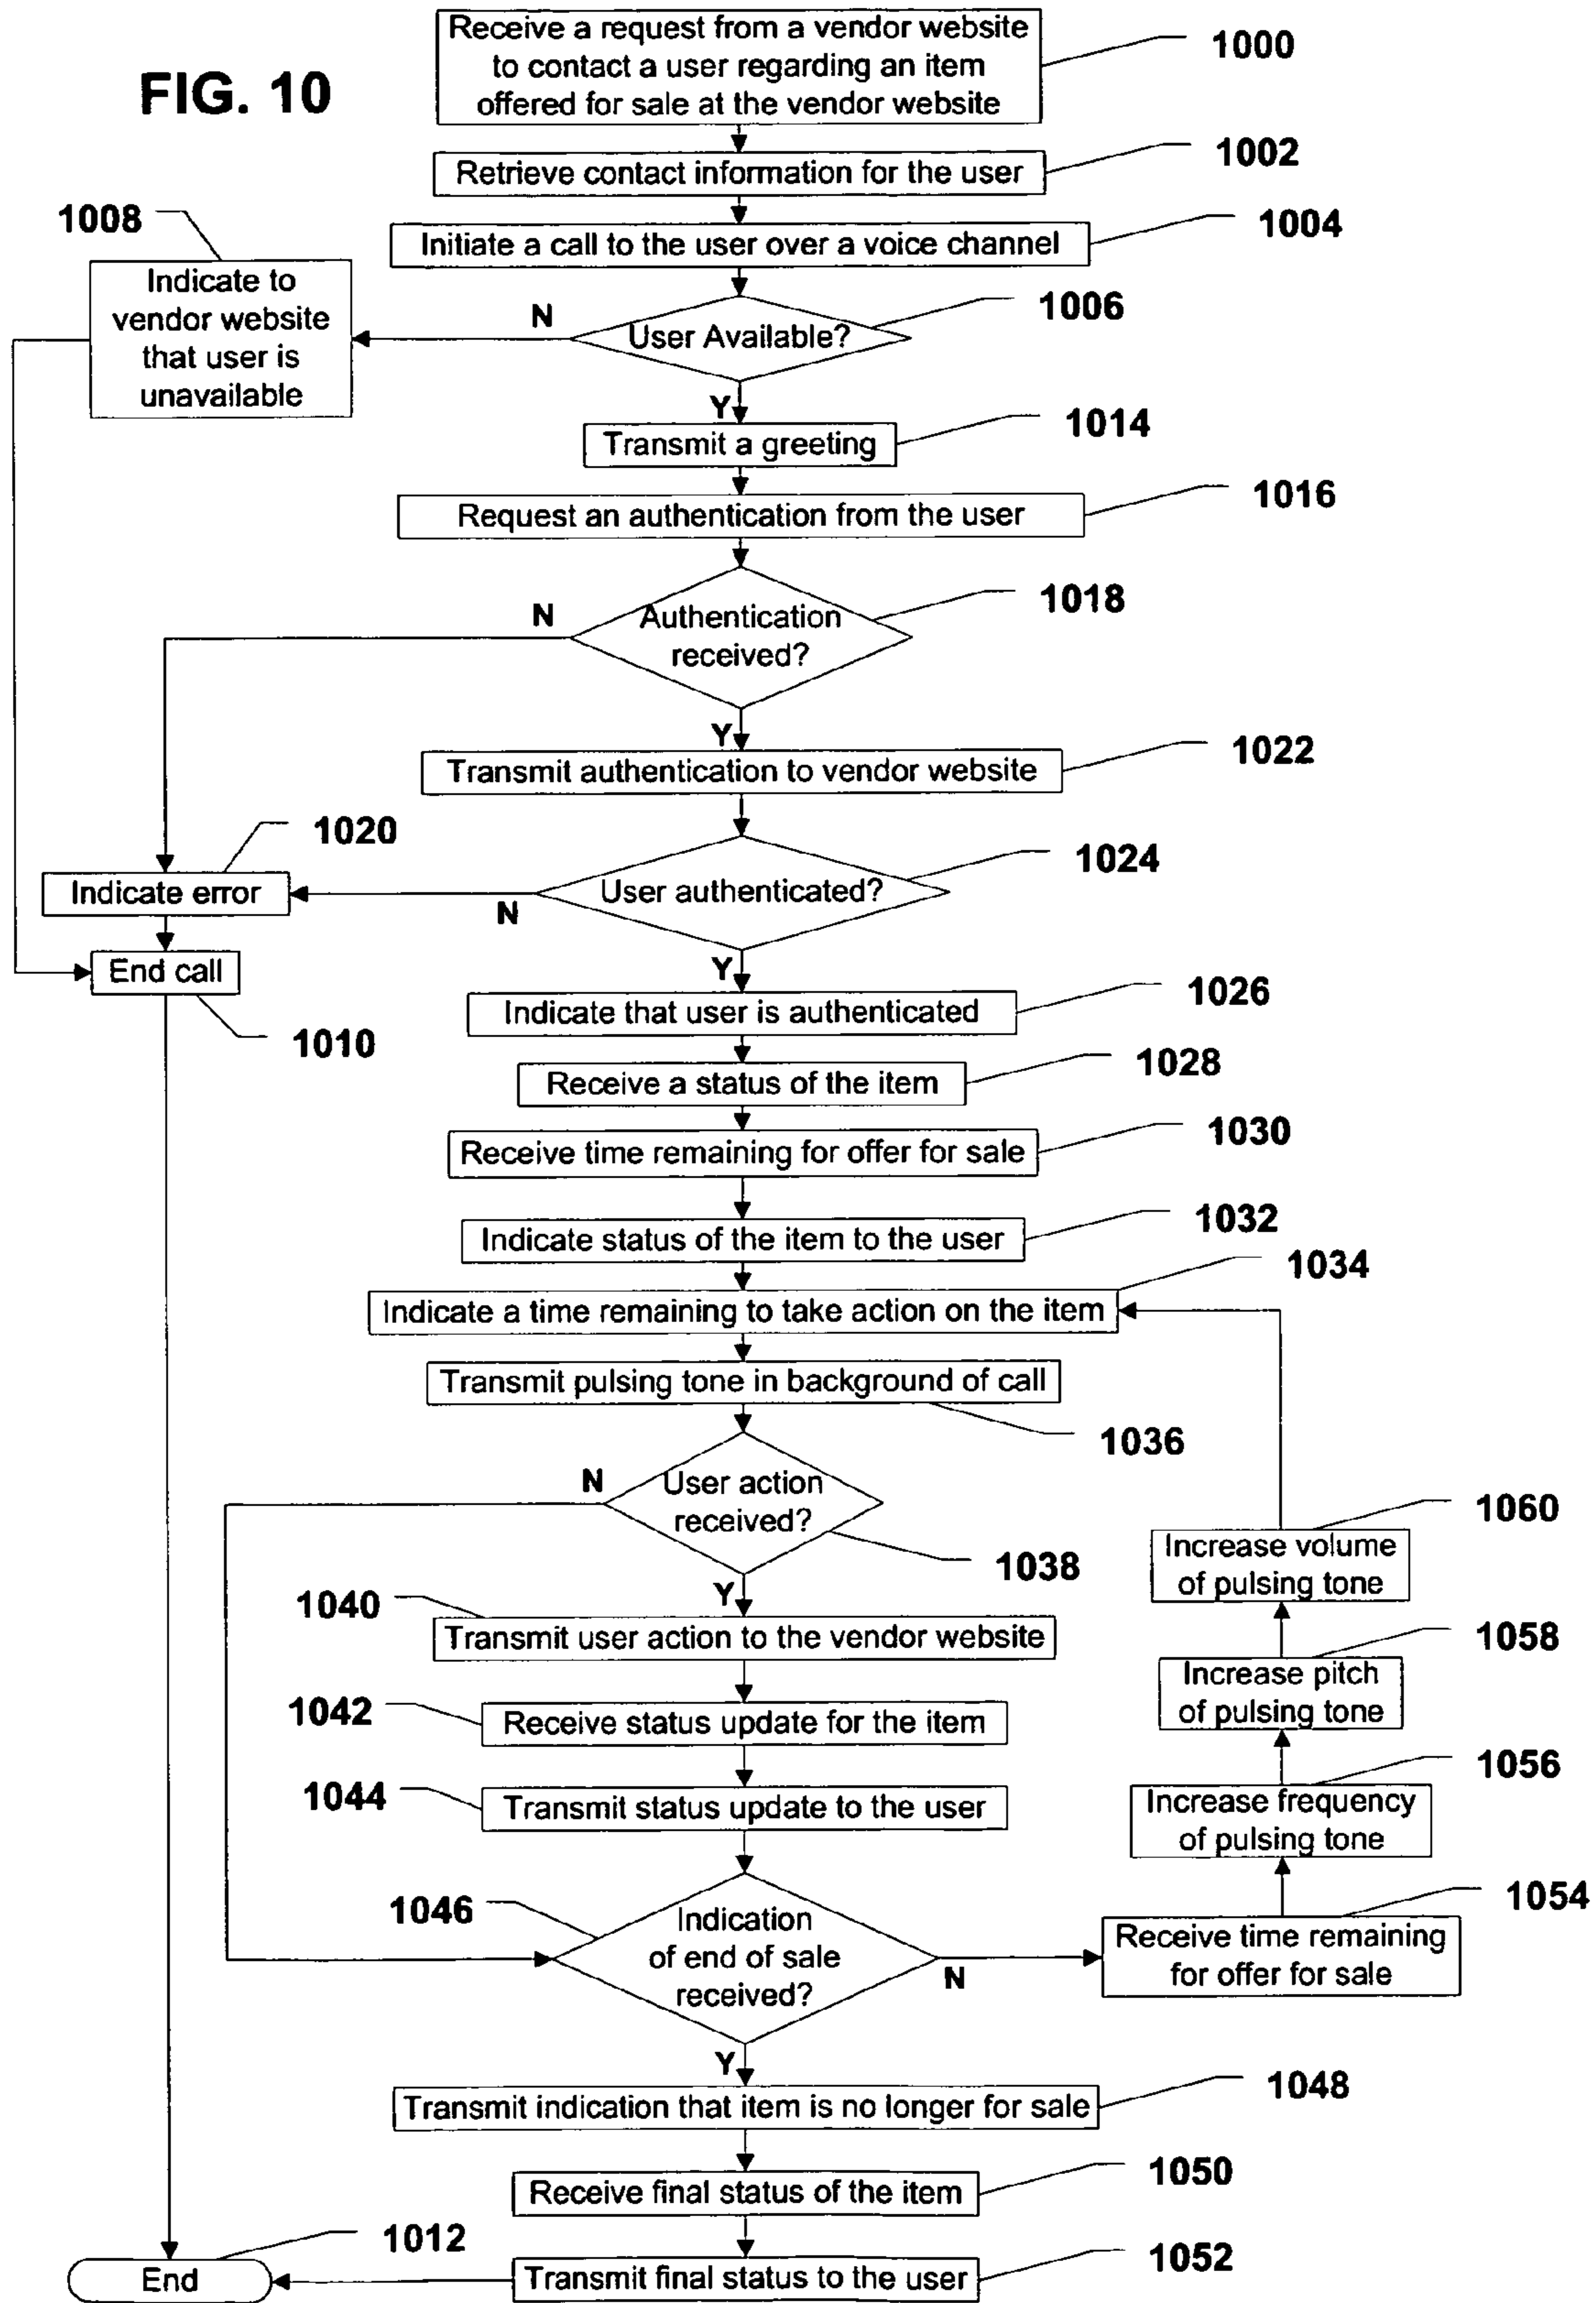 FIG. 10
Receive a request from a vendor website
to contact a user regarding an item
offered for sale at the vendor website
1000
Retrieve contact information for the user
1002
Initiate a call to the user over a voice channel
1004
1008
Indicate to
vendor website
that user is
unavailable
N
User Available?
1006
Y
Transmit a greeting
1014
Request an authentication from the user
1016
N
Authentication
received?
1018
Y
Transmit authentication to vendor website
1022
1020
Indicate error
N
User authenticated?
1024
End call
1010
Y
Indicate that user is authenticated
1026
Receive a status of the item
1028
Receive time remaining for offer for sale
1030
Indicate status of the item to the user
1032
Indicate a time remaining to take action on the item
1034
Transmit pulsing tone in background of call
1036
N
User action
received?
1038
Y
1040
Transmit user action to the vendor website
1042
Receive status update for the item
1044
Transmit status update to the user
1046
Indication
of end of sale
received?
N
1060
Increase volume
of pulsing tone
1058
Increase pitch
of pulsing tone
1056
Increase frequency
of pulsing tone
1054
Receive time remaining
for offer for sale
Y
Transmit indication that item is no longer for sale
1048
Receive final status of the item
1050
Transmit final status to the user
1052
1012
End